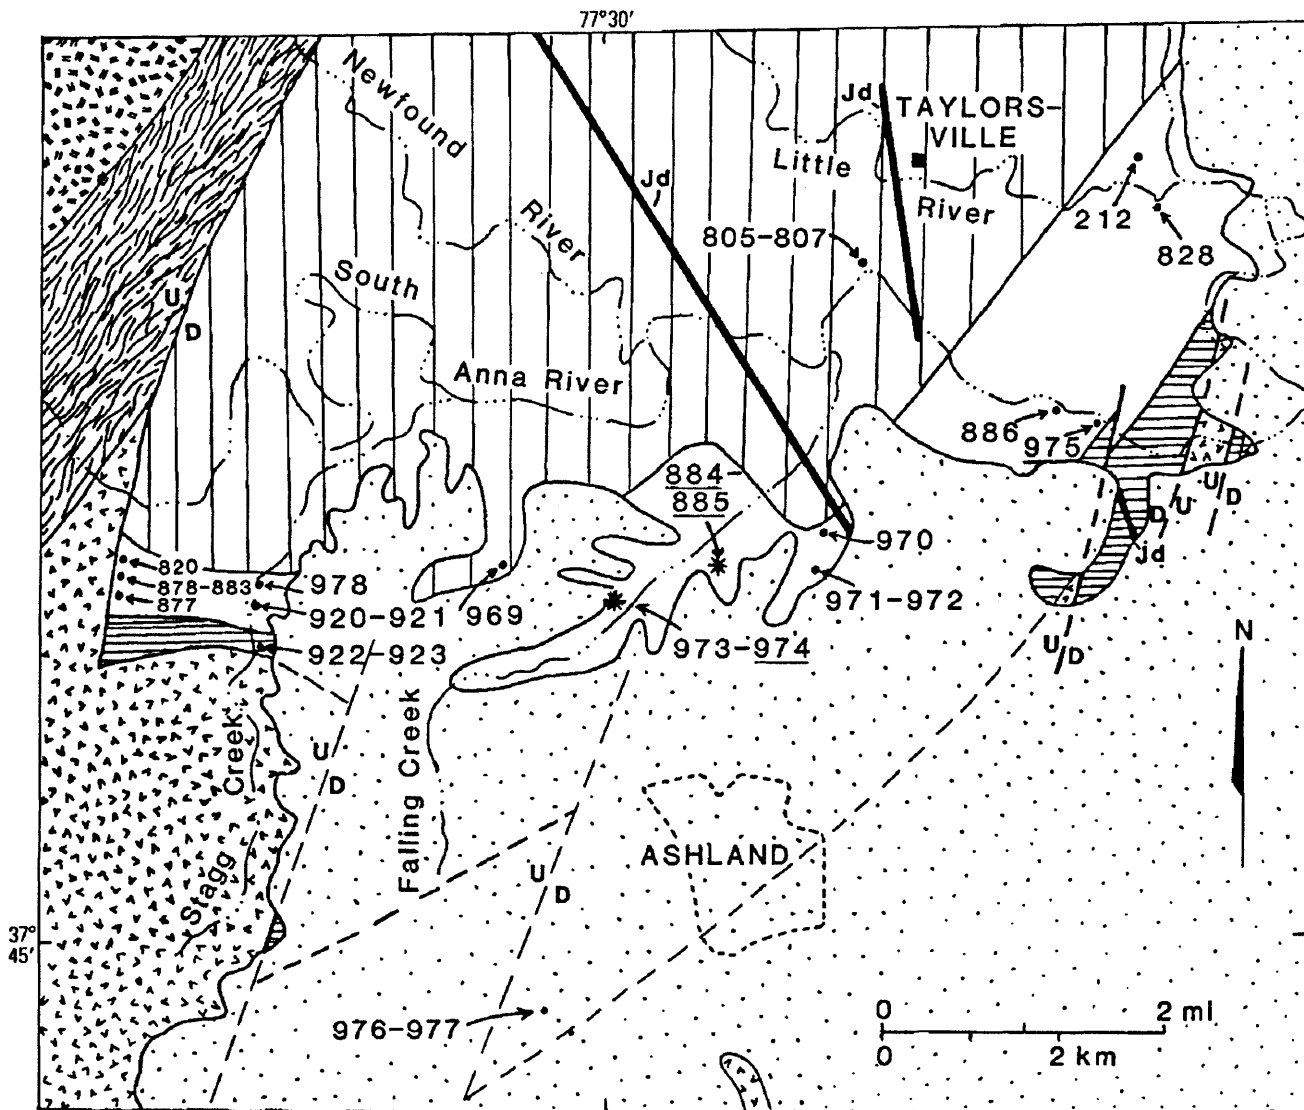 77°30'
Newfound
River
Jd
Jd
TAYLORS-
VILLE
Little
River
212
828
805-807
South
Anna River
U
D
886
975
884-
885
U/D
D/U
jd
970
971-972
820
878-883
877
978
920-921
969
922-923
973-974
U/D
N
Creek
Stagg
U
D
Falling Creek
ASHLAND
U
D
37°
45'
976-977
0
2 mi
0
2 km